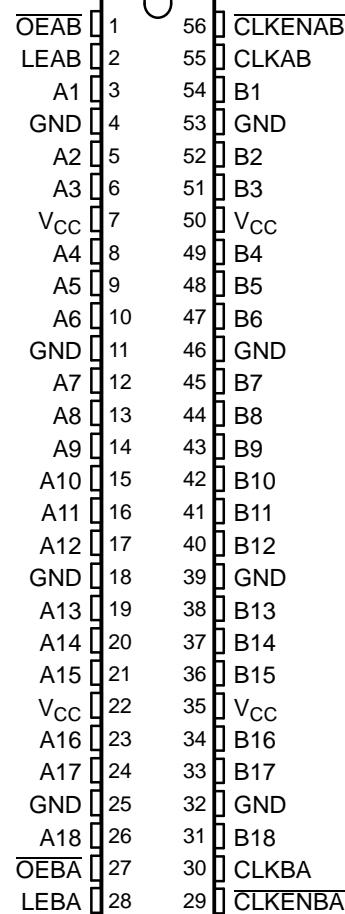 OEAB 1 56 CLKENAB
LEAB 2 55 CLKAB
A1 3 54 B1
GND 4 53 GND
A2 5 52 B2
A3 6 51 B3
VCC 7 50 VCC
A4 8 49 B4
A5 9 48 B5
A6 10 47 B6
GND 11 46 GND
A7 12 45 B7
A8 13 44 B8
A9 14 43 B9
A10 15 42 B10
A11 16 41 B11
A12 17 40 B12
GND 18 39 GND
A13 19 38 B13
A14 20 37 B14
A15 21 36 B15
VCC 22 35 VCC
A16 23 34 B16
A17 24 33 B17
GND 25 32 GND
A18 26 31 B18
OEBA 27 30 CLKBA
LEBA 28 29 CLKENBA